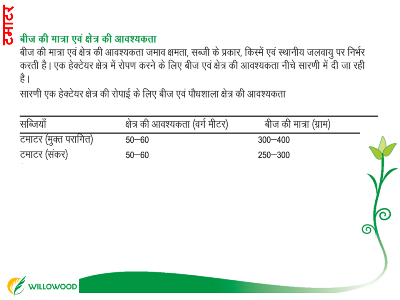 टमाटर
बीज की मात्रा एवं क्षेत्र की आवश्यकता
बीज की मात्रा एवं क्षेत्र की आवश्यकता जमाव क्षमता, सब्जी के प्रकार, किस्में एवं स्थानीय जलवायु पर निर्भर
करती है। एक हेक्टेयर क्षेत्र में रोपण करने के लिए बीज एवं क्षेत्र की आवश्यकता नीचे सारणी में दी जा रही
है।
सारणी एक हेक्टेयर क्षेत्र की रोपाई के लिए बीज एवं पौधशाला क्षेत्र की आवश्यकता
सब्जियाँ क्षेत्र की आवश्यकता (वर्ग मीटर) बीज की मात्रा (ग्राम)
टमाटर (मुक्त परागित) 50–60 300–400
टमाटर (संकर) 50–60 250–300
WILLOWOOD